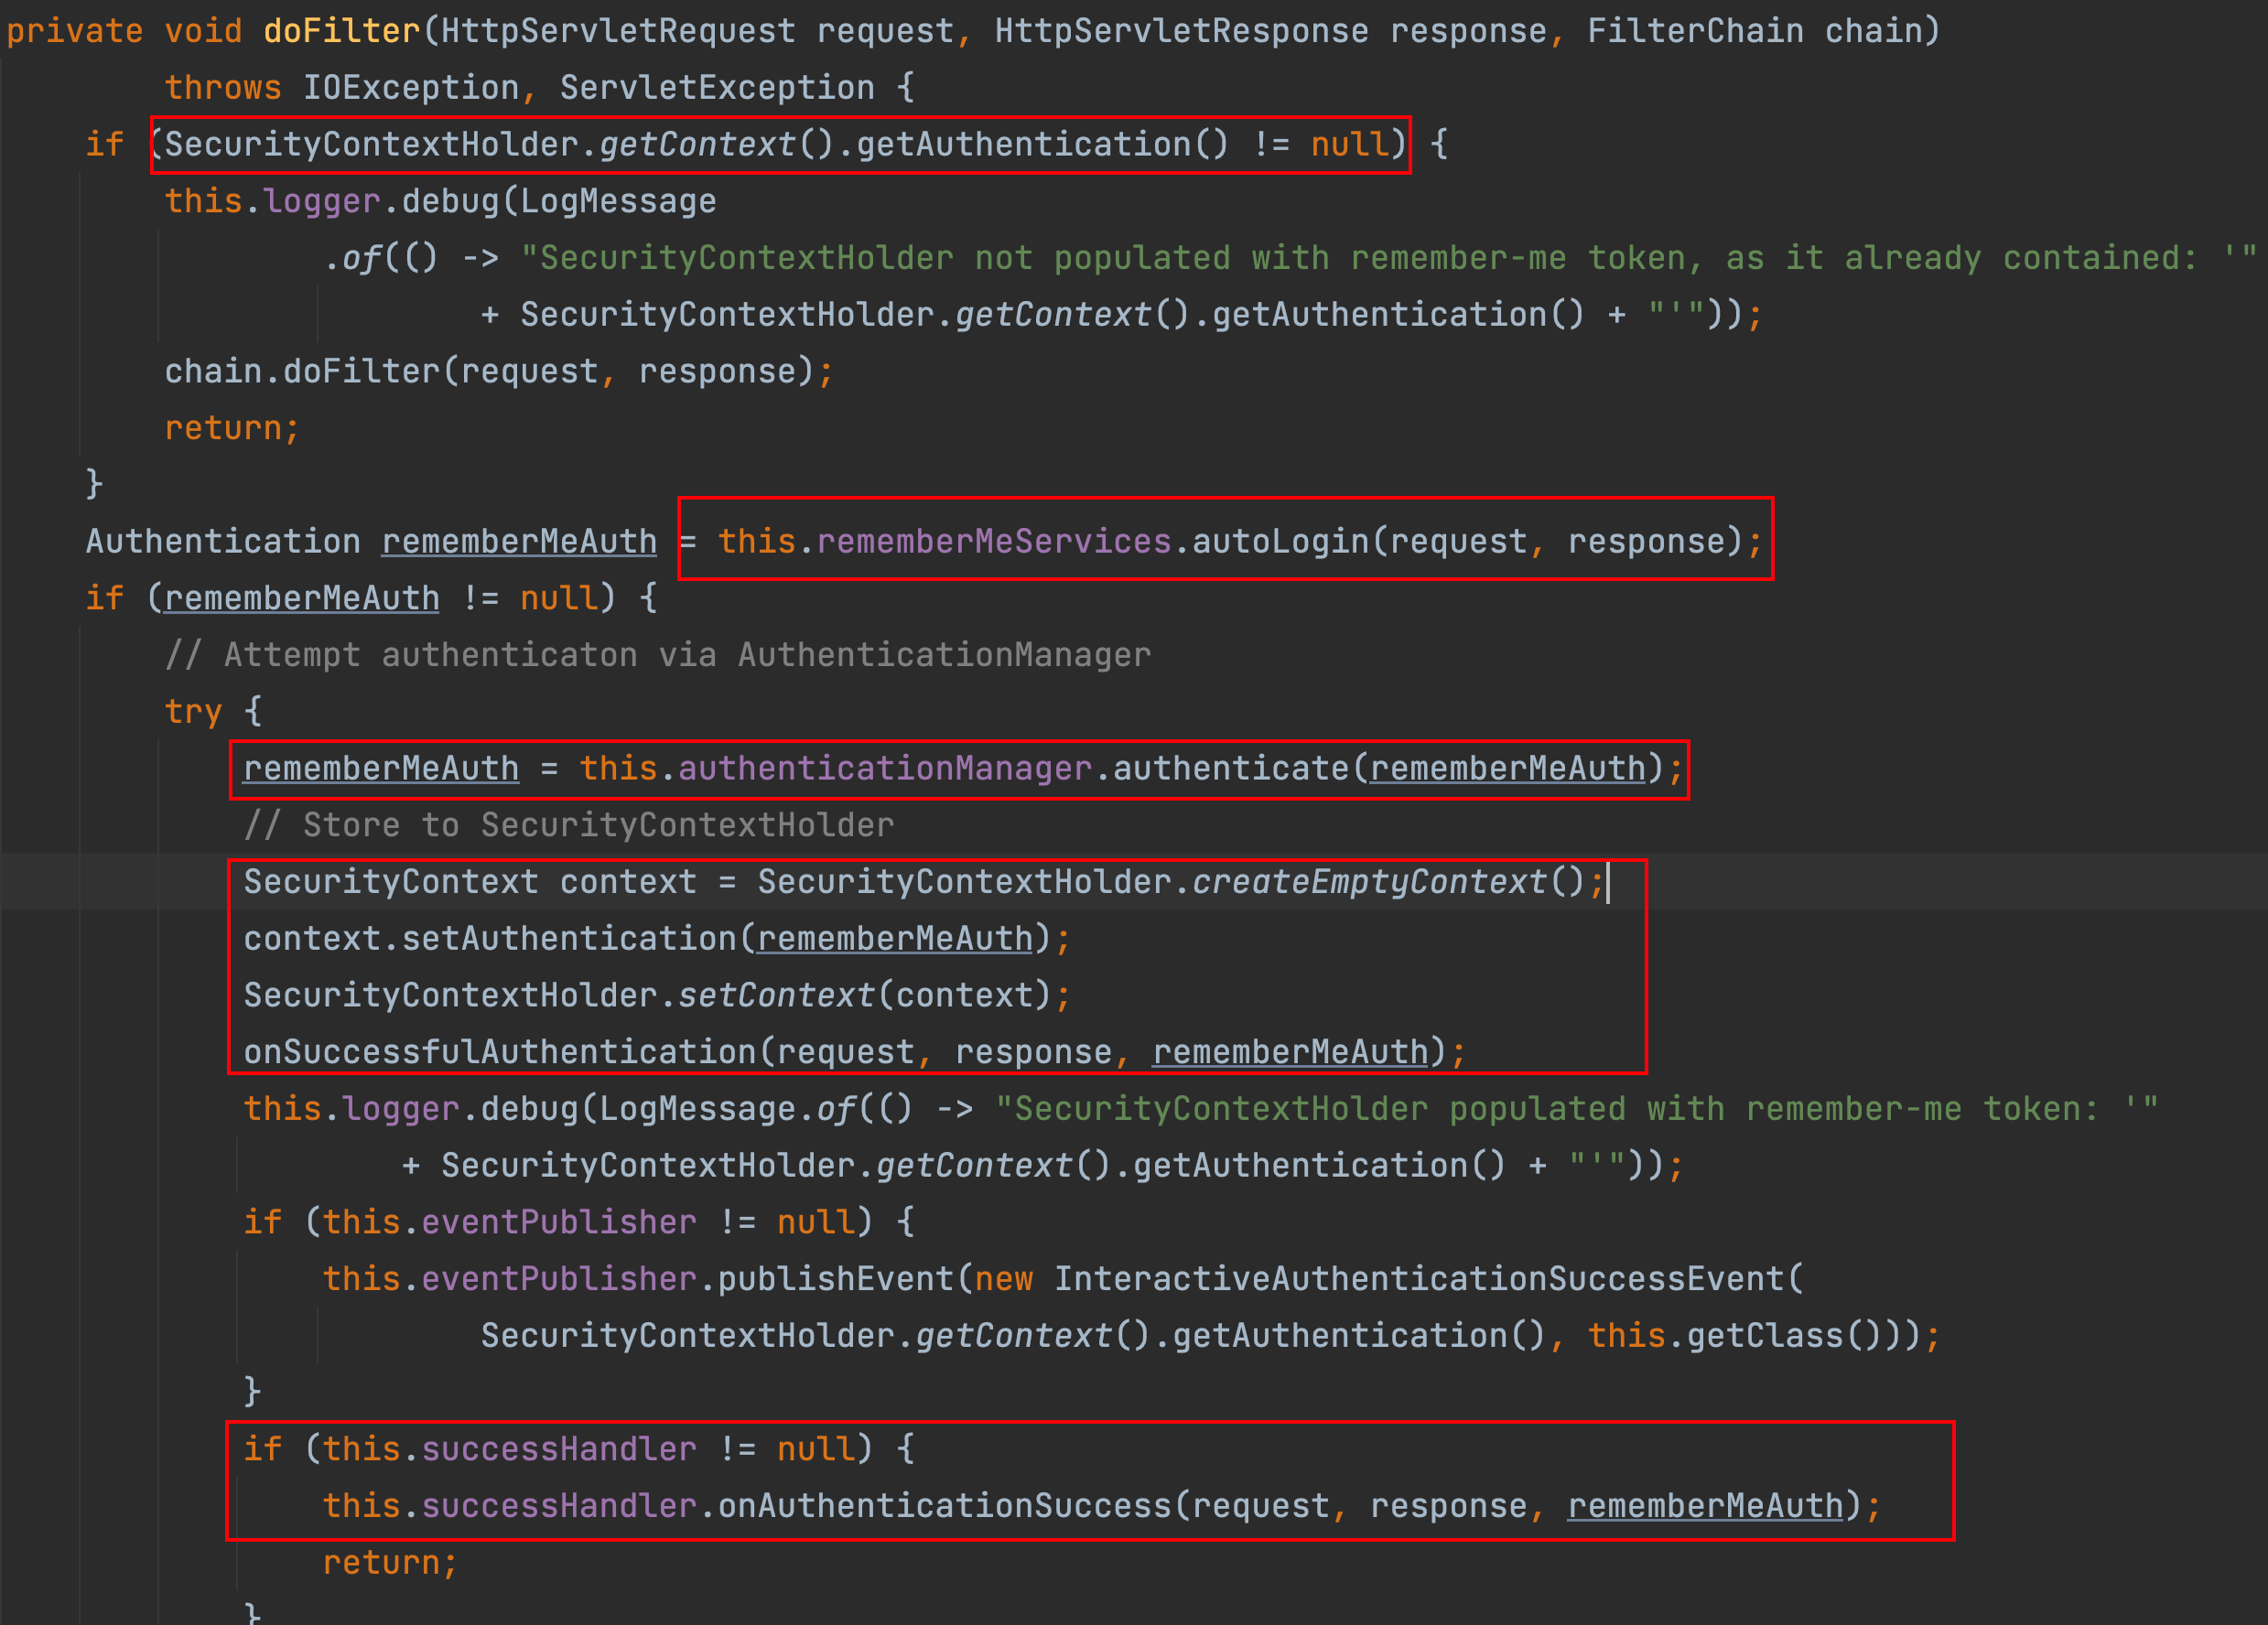 private void doFilter(HttpServletRequest request, HttpServletResponse response, FilterChain chain)
throws IOException, ServletException {
if (SecurityContextHolder.getContext().getAuthentication() != null) {
this.logger.debug(LogMessage
.of(() -> "SecurityContextHolder not populated with remember-me token, as it already contained: '"
+ SecurityContextHolder.getContext().getAuthentication() + "'"));
chain.doFilter(request, response);
return;
}
Authentication rememberMeAuth = this.rememberMeServices.autoLogin(request, response);
if (rememberMeAuth != null) {
// Attempt authenticaton via AuthenticationManager
try {
rememberMeAuth = this.authenticationManager.authenticate(rememberMeAuth);
// Store to SecurityContextHolder
SecurityContext context = SecurityContextHolder.createEmptyContext();
context.setAuthentication(rememberMeAuth);
SecurityContextHolder.setContext(context);
onSuccessfulAuthentication(request, response, rememberMeAuth);
this.logger.debug(LogMessage.of(() -> "SecurityContextHolder populated with remember-me token: '"
+ SecurityContextHolder.getContext().getAuthentication() + "'"));
if (this.eventPublisher != null) {
this.eventPublisher.publishEvent(new InteractiveAuthenticationSuccessEvent(
SecurityContextHolder.getContext().getAuthentication(), this.getClass()));
}
if (this.successHandler != null) {
this.successHandler.onAuthenticationSuccess(request, response, rememberMeAuth);
return;
}